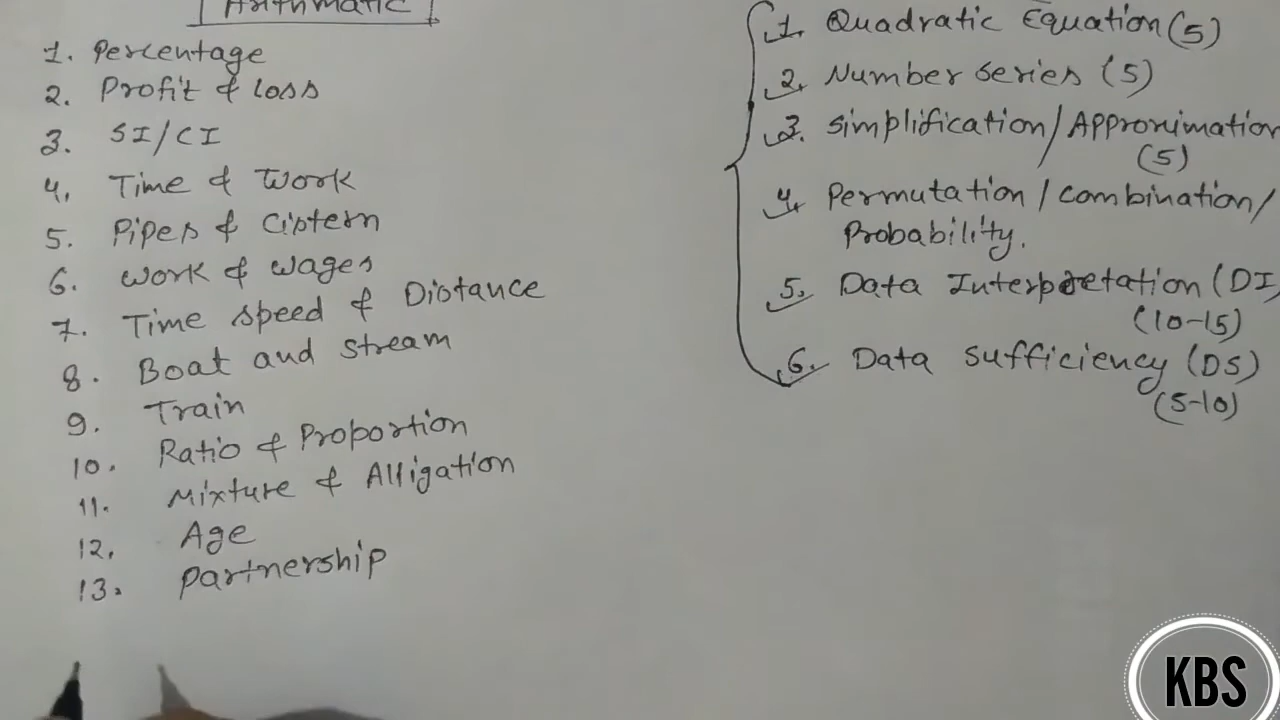 Arithmatic
1. Percentage
2. Profit & Loss
3. SI/CI
4. Time & Work
5. Pipes & Cistern
6. Work & Wages
7. Time speed & Distance
8. Boat and stream
9. Train
10. Ratio & Proportion
11. Mixture & Alligation
12. Age
13. Partnership
1. Quadratic Equation (5)
2. Number series (5)
3. Simplification/Approximation
(5)
4. Permutation/combination/
Probability.
5. Data Interpretation (DI)
(10-15)
6. Data Sufficiency (DS)
(5-10)
KBS